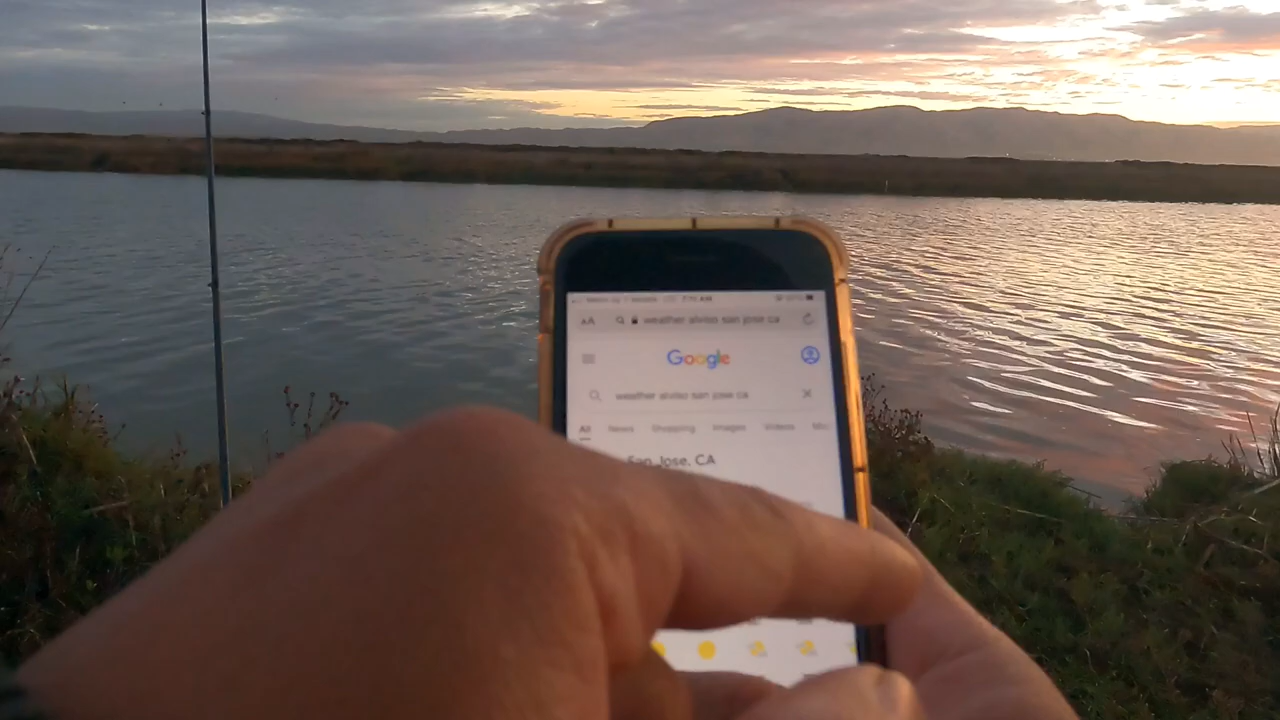 AA weather alviso san jose ca
Google
weather alviso san jose ca
All News Shopping Images Videos
San Jose, CA